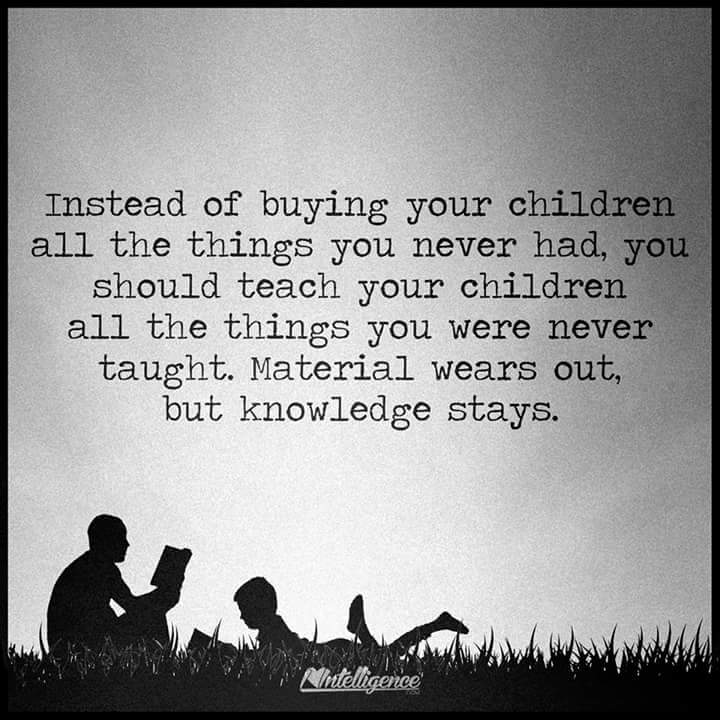 Instead of buying your children
all the things you never had, you
should teach your children
all the things you were never
taught. Material wears out,
but knowledge stays.
Intelligence